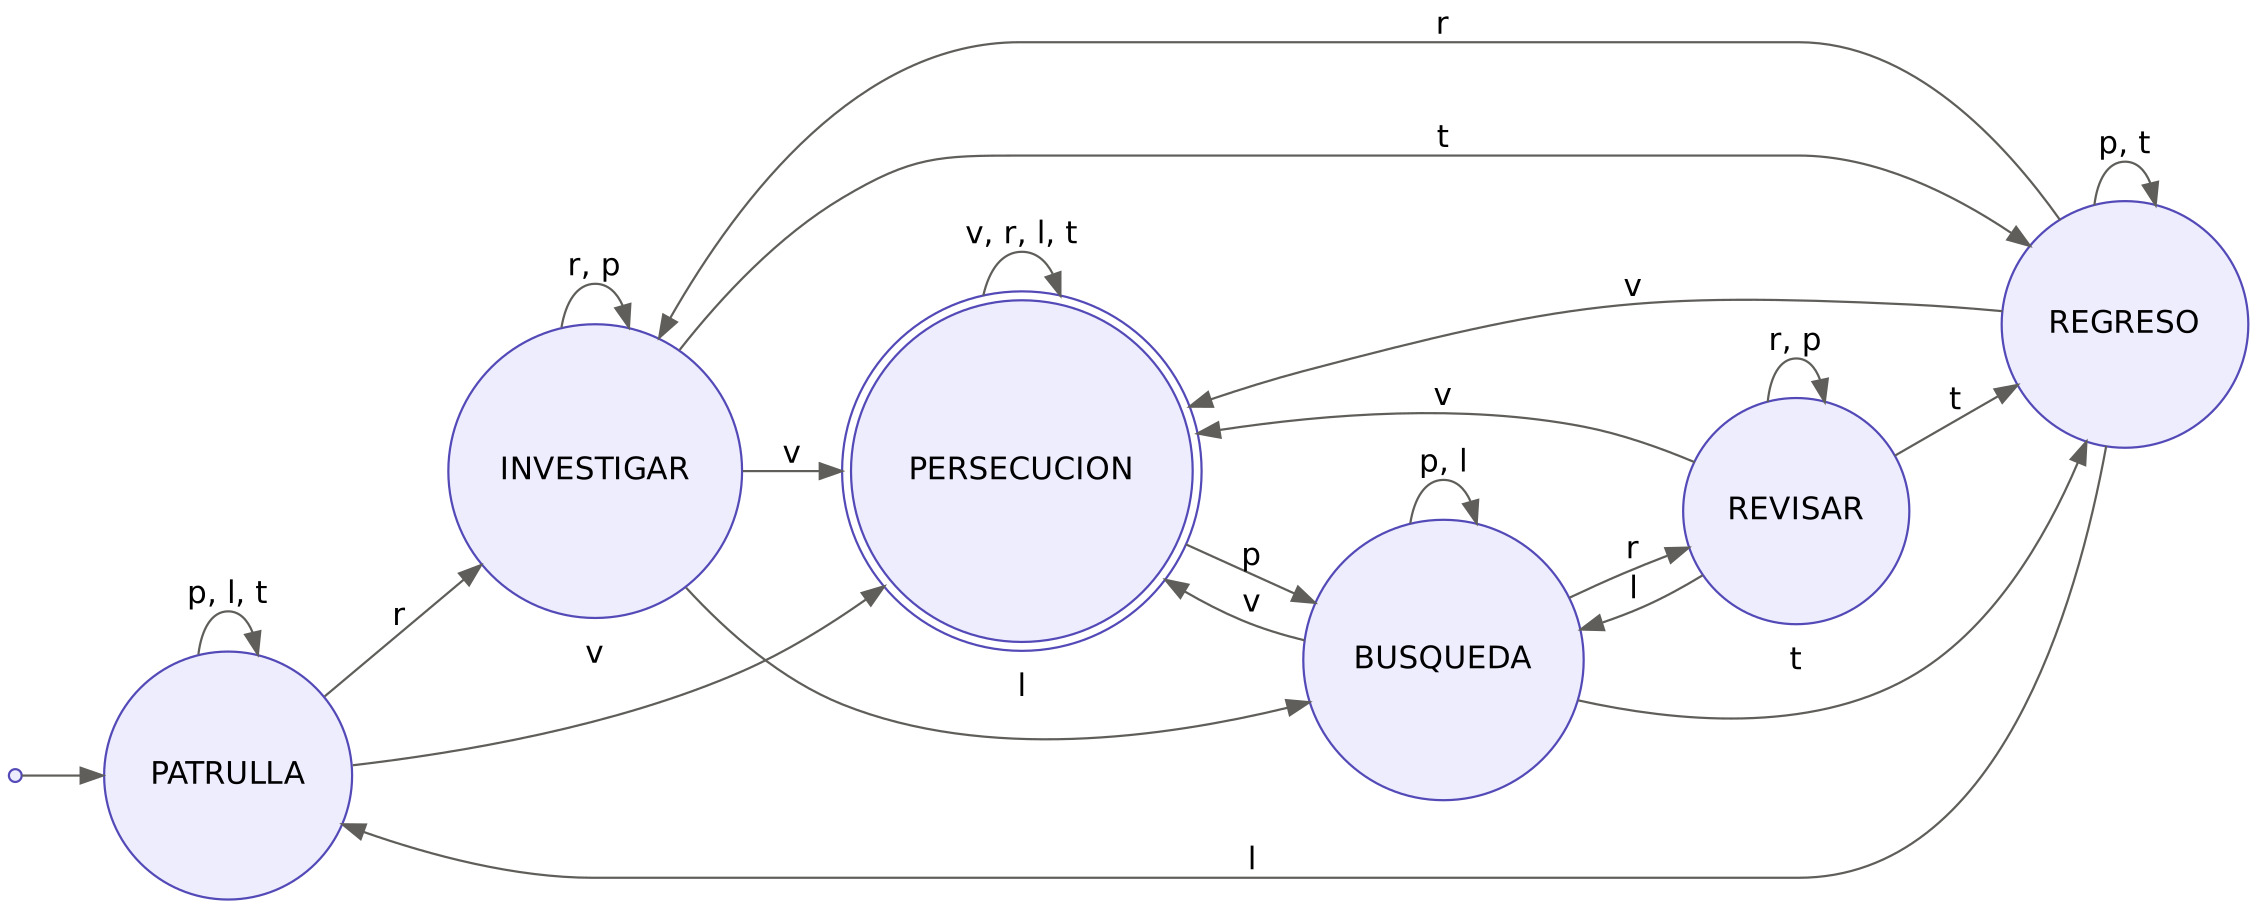 r
t
p, t
v, r, l, t
r, p
v
REGRESO
r, p
v
t
v
p, l
INVESTIGAR
PERSECUCION
REVISAR
p
r
l
v
p, l, t
r
v
l
BUSQUEDA
t
PATRULLA
l